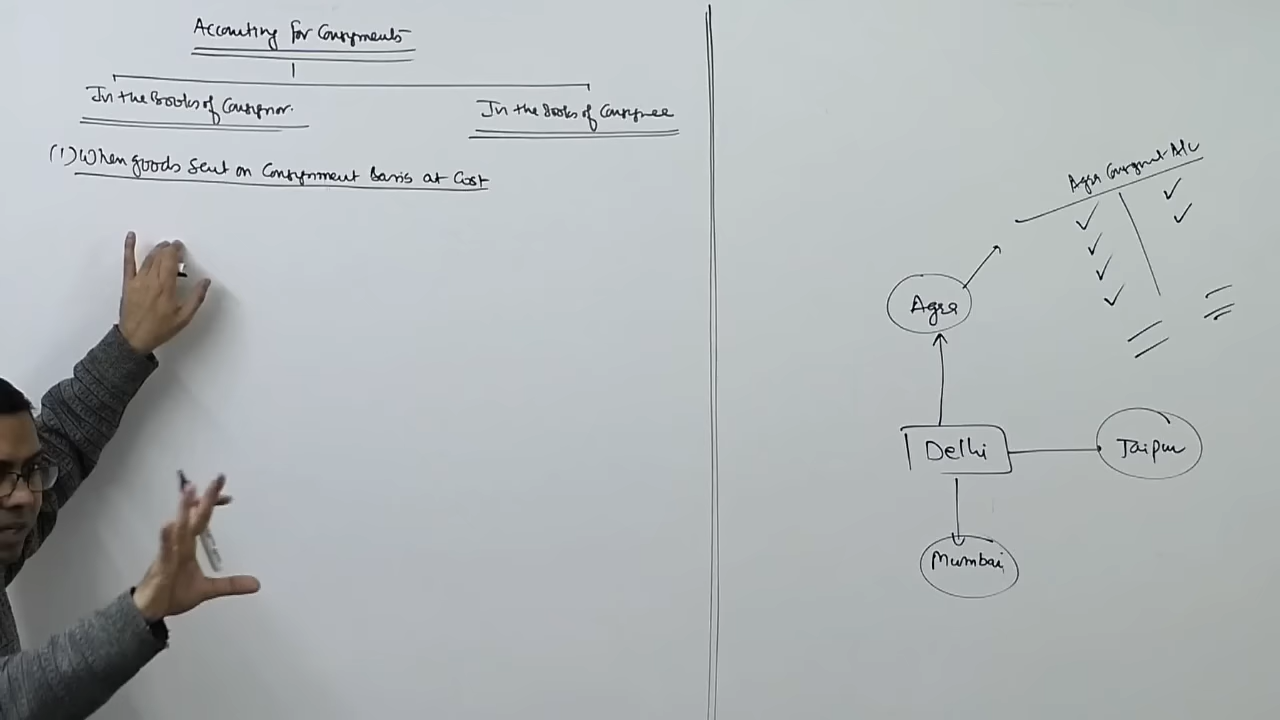 Accounting for Consignments
In the Books of Consignor.
In the Books of Consignee
(1) When goods Sent on Consignment Basis at Cost
Agra Consignment A/c
Agra
Delhi
Jaipur
Mumbai